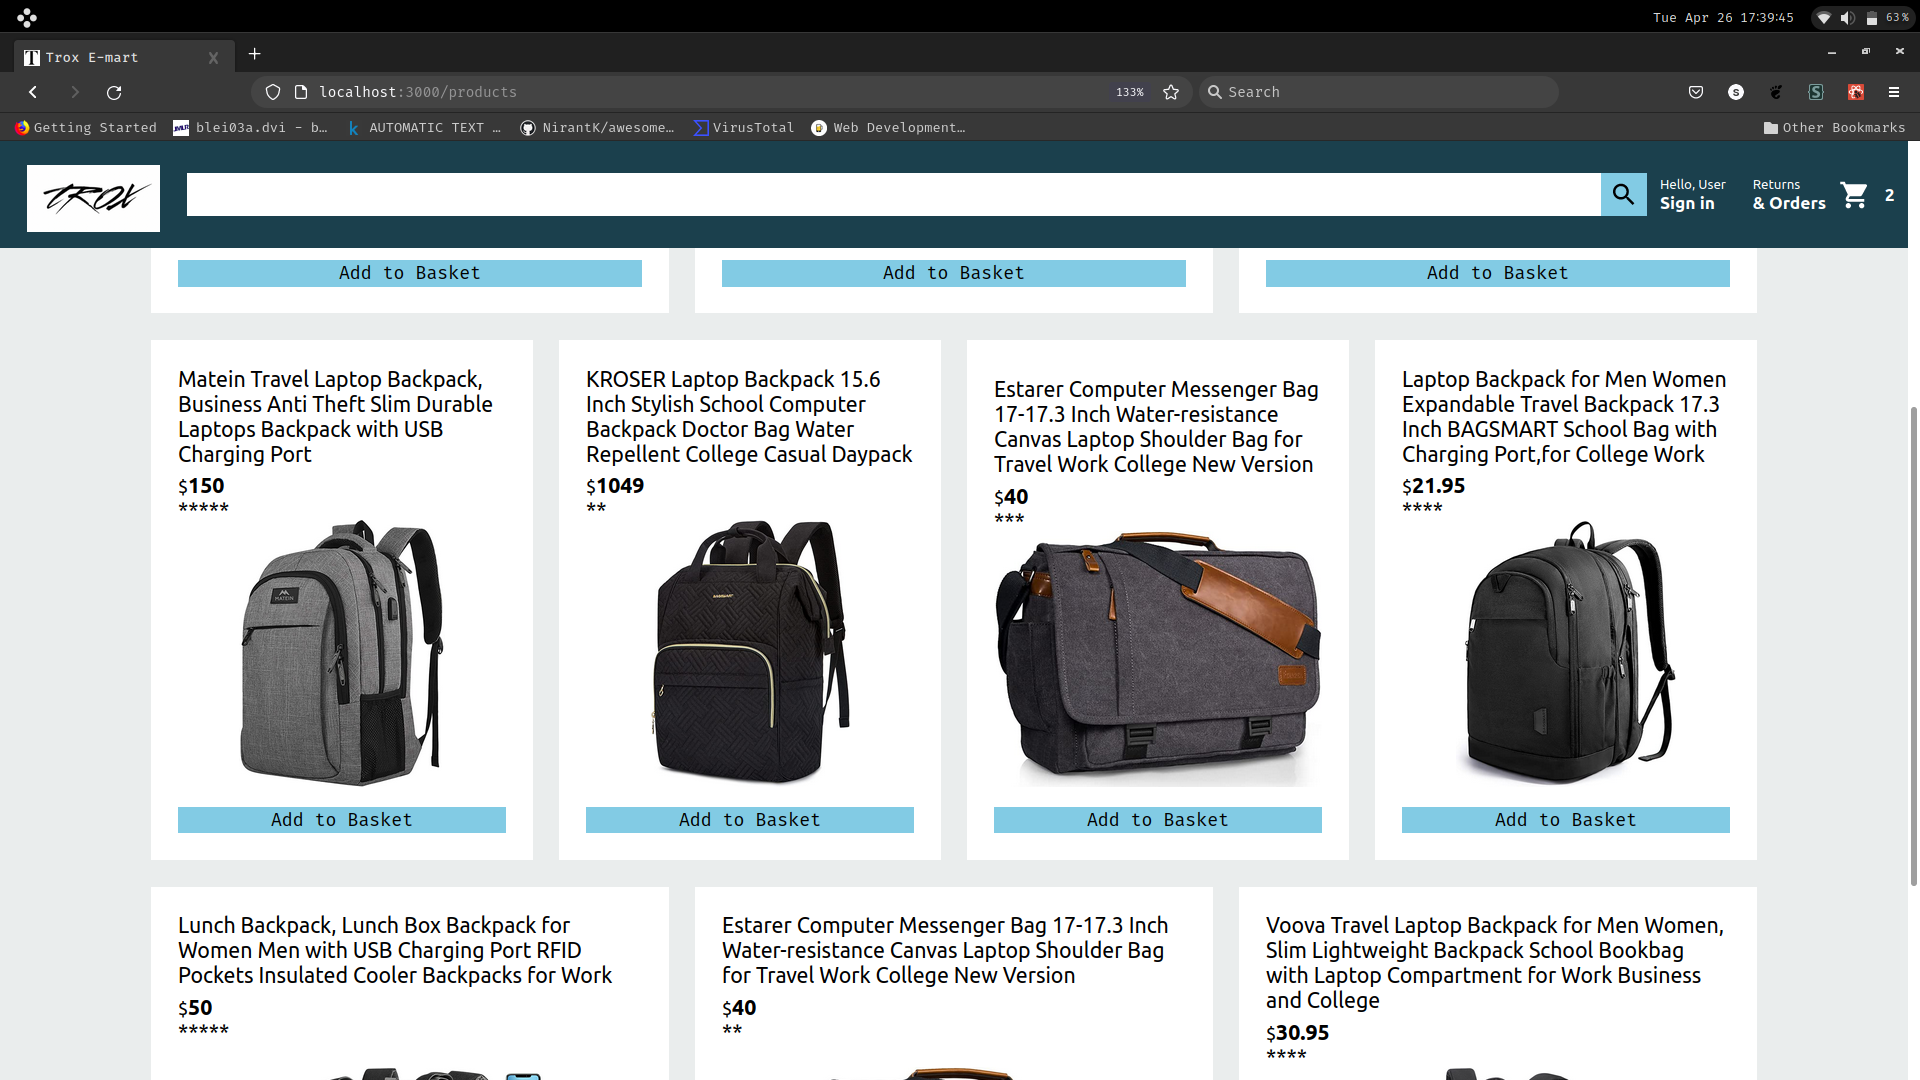 Tue Apr 26 17:39:45 63%
Trox E-mart
localhost:3000/products 133% Search
Getting Started blei03a.dvi - b… AUTOMATIC TEXT … NirantK/awesome… VirusTotal Web Development… Other Bookmarks
TROX Hello, User Returns
Sign in & Orders 2
Add to Basket Add to Basket Add to Basket
Matein Travel Laptop Backpack,
Business Anti Theft Slim Durable
Laptops Backpack with USB
Charging Port
$150
*****
MATEIN
Add to Basket
KROSER Laptop Backpack 15.6
Inch Stylish School Computer
Backpack Doctor Bag Water
Repellent College Casual Daypack
$1049
**
Add to Basket
Estarer Computer Messenger Bag
17-17.3 Inch Water-resistance
Canvas Laptop Shoulder Bag for
Travel Work College New Version
$40
***
Add to Basket
Laptop Backpack for Men Women
Expandable Travel Backpack 17.3
Inch BAGSMART School Bag with
Charging Port,for College Work
$21.95
****
Add to Basket
Lunch Backpack, Lunch Box Backpack for
Women Men with USB Charging Port RFID
Pockets Insulated Cooler Backpacks for Work
$50
*****
Estarer Computer Messenger Bag 17-17.3 Inch
Water-resistance Canvas Laptop Shoulder Bag
for Travel Work College New Version
$40
**
Voova Travel Laptop Backpack for Men Women,
Slim Lightweight Backpack School Bookbag
with Laptop Compartment for Work Business
and College
$30.95
****